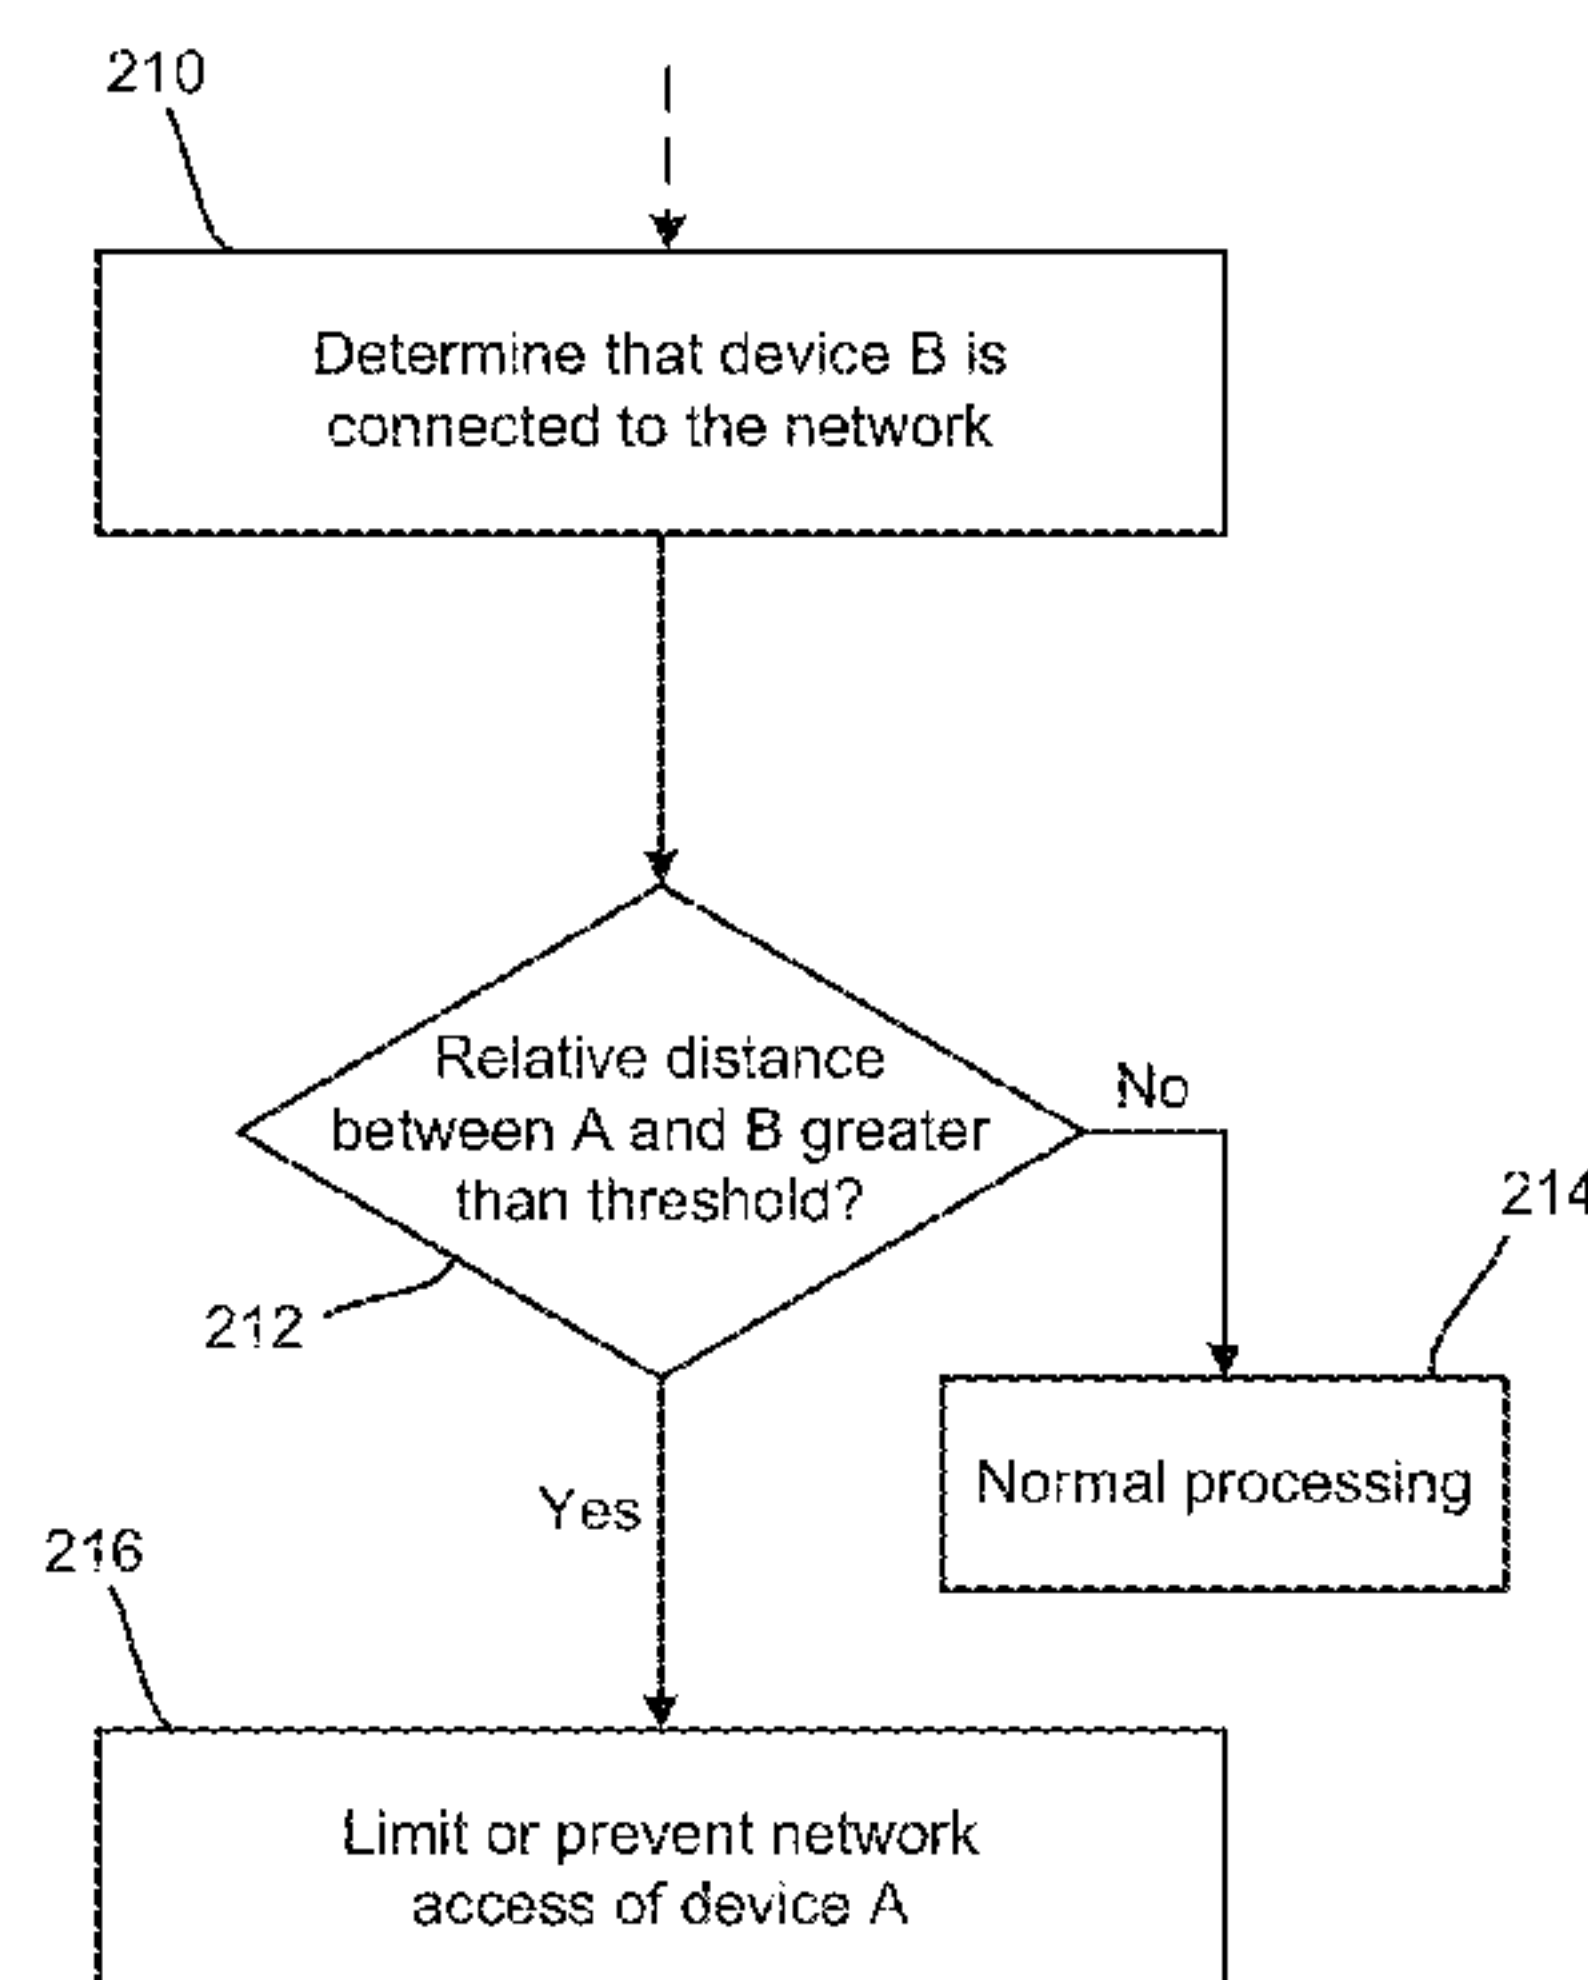 210
Determine that device B is
connected to the network
Relative distance
between A and B greater
than threshold?
No
214
212
Yes
Normal processing
216
Limit or prevent network
access of device A